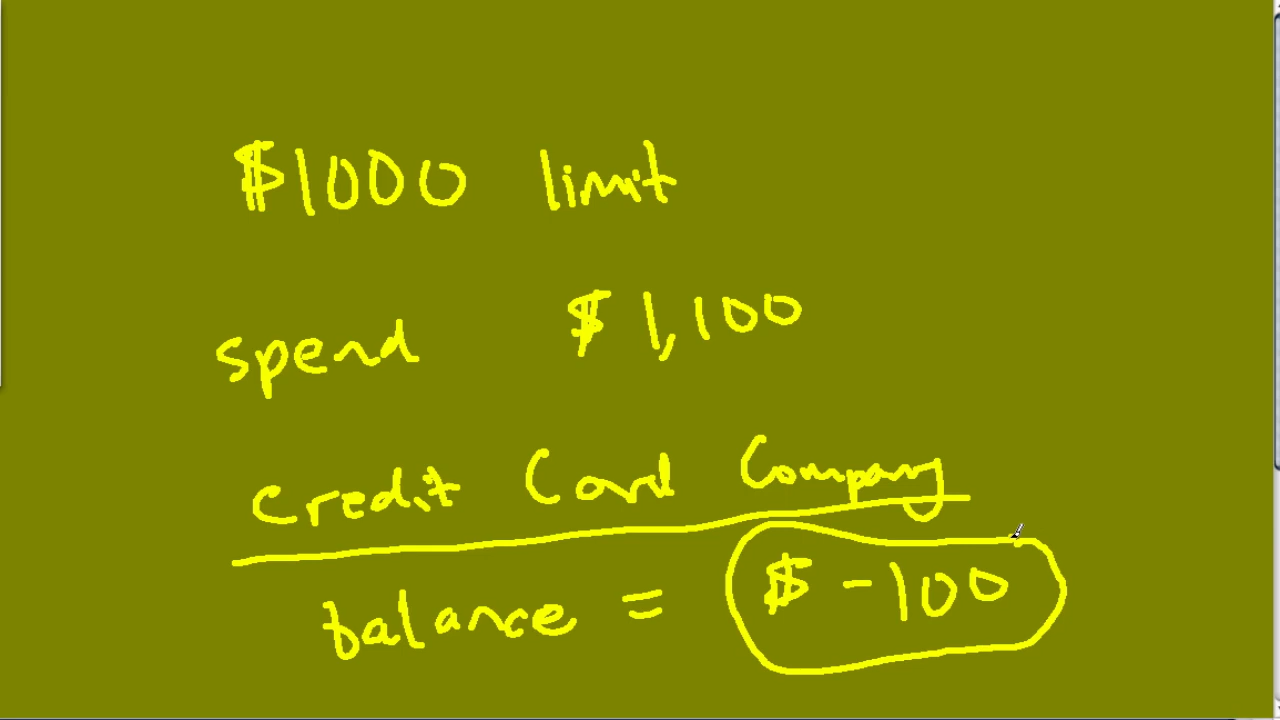 $1000 limit
spend $1,100
Credit Card Company
balance = $-100